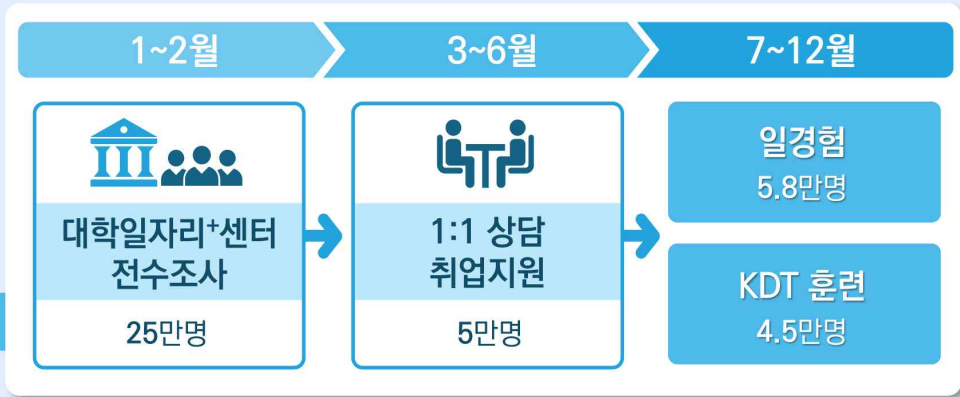 1~2월
3~6월
7~12월
대학일자리⁺센터
전수조사
25만명
1:1 상담
취업지원
5만명
일경험
5.8만명
KDT 훈련
4.5만명